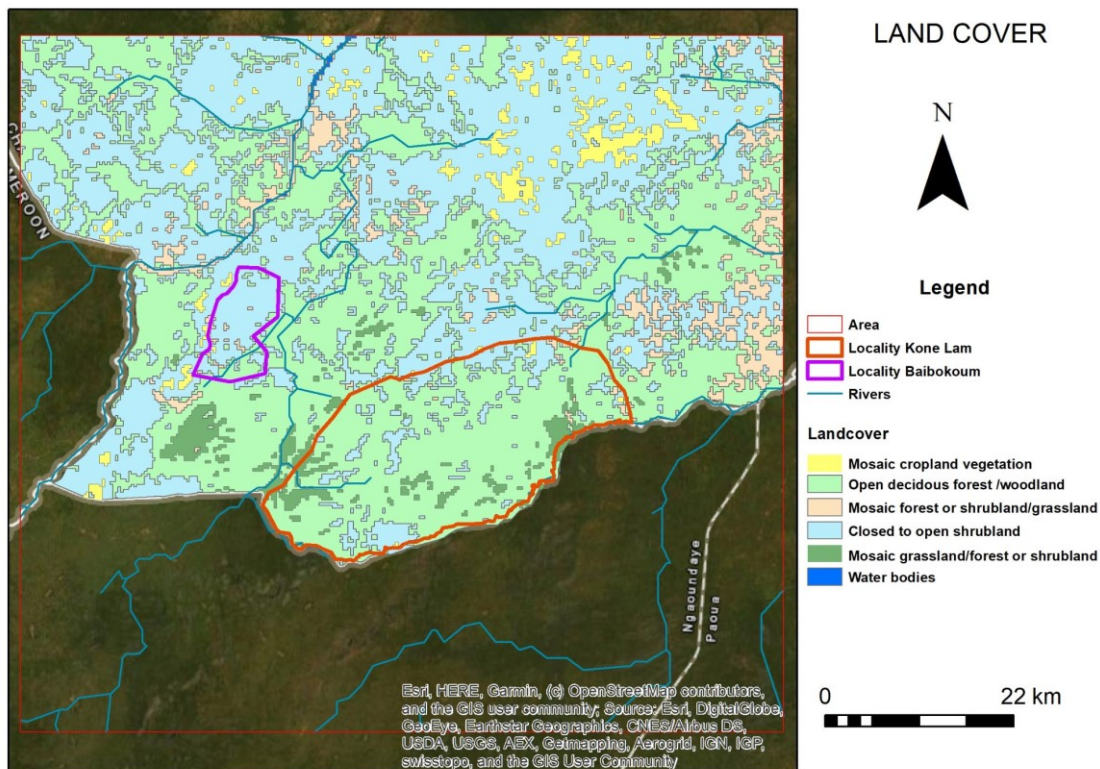 LAND COVER
N
CHA
MEROON
Legend
Area
Locality Kone Lam
Locality Baibokoum
Rivers
Landcover
Mosaic cropland vegetation
Open decidous forest /woodland
Mosaic forest or shrubland/grassland
Closed to open shrubland
Mosaic grassland/forest or shrubland
Water bodies
Ngaoundaye
Paoua
0 22 km
Esri, HERE, Garmin, (c) OpenStreetMap contributors,
and the GIS user community; Source: Esri, DigitalGlobe,
GeoEye, Earthstar Geographics, CNES/Airbus DS,
USDA, USGS, AEX, Getmapping, Aerogrid, IGN, IGP,
swisstopo, and the GIS User Community